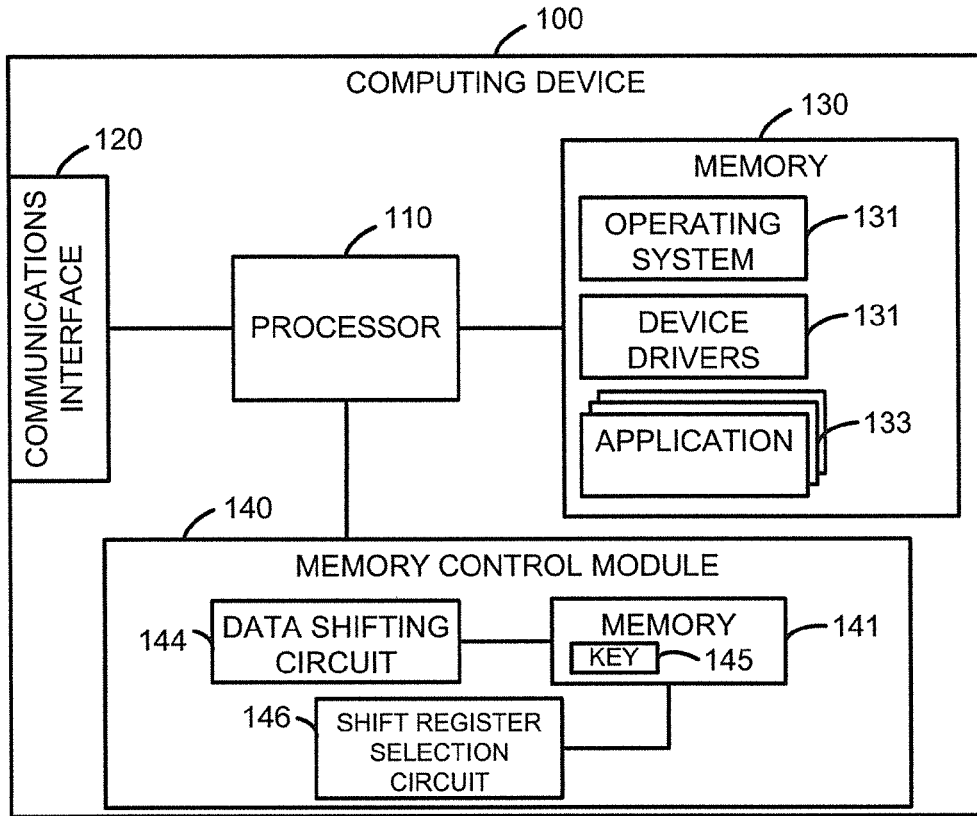 100
COMPUTING DEVICE
120
COMMUNICATIONS
INTERFACE
110
PROCESSOR
130
MEMORY
OPERATING
SYSTEM
131
DEVICE
DRIVERS
131
APPLICATION
133
140
MEMORY CONTROL MODULE
144
DATA SHIFTING
CIRCUIT
MEMORY
KEY
141
145
146
SHIFT REGISTER
SELECTION
CIRCUIT